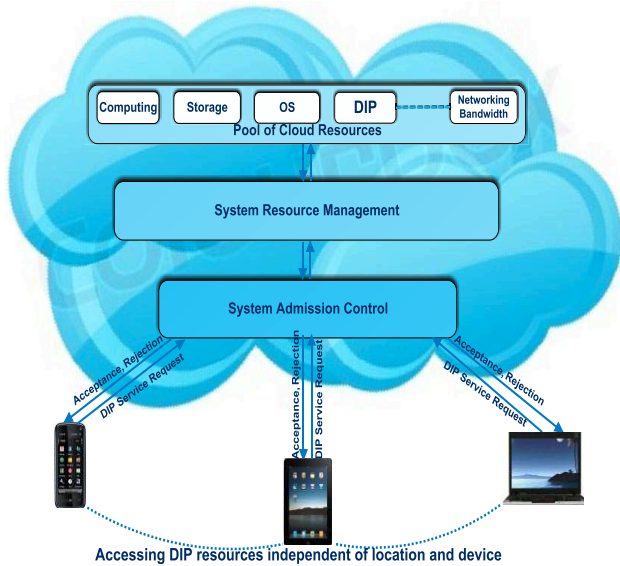 Computing
Storage
OS
DIP
Networking
Bandwidth
Pool of Cloud Resources
System Resource Management
System Admission Control
Acceptance, Rejection
DIP Service Request
Acceptance, Rejection
DIP Service Request
Acceptance, Rejection
DIP Service Request
Accessing DIP resources independent of location and device